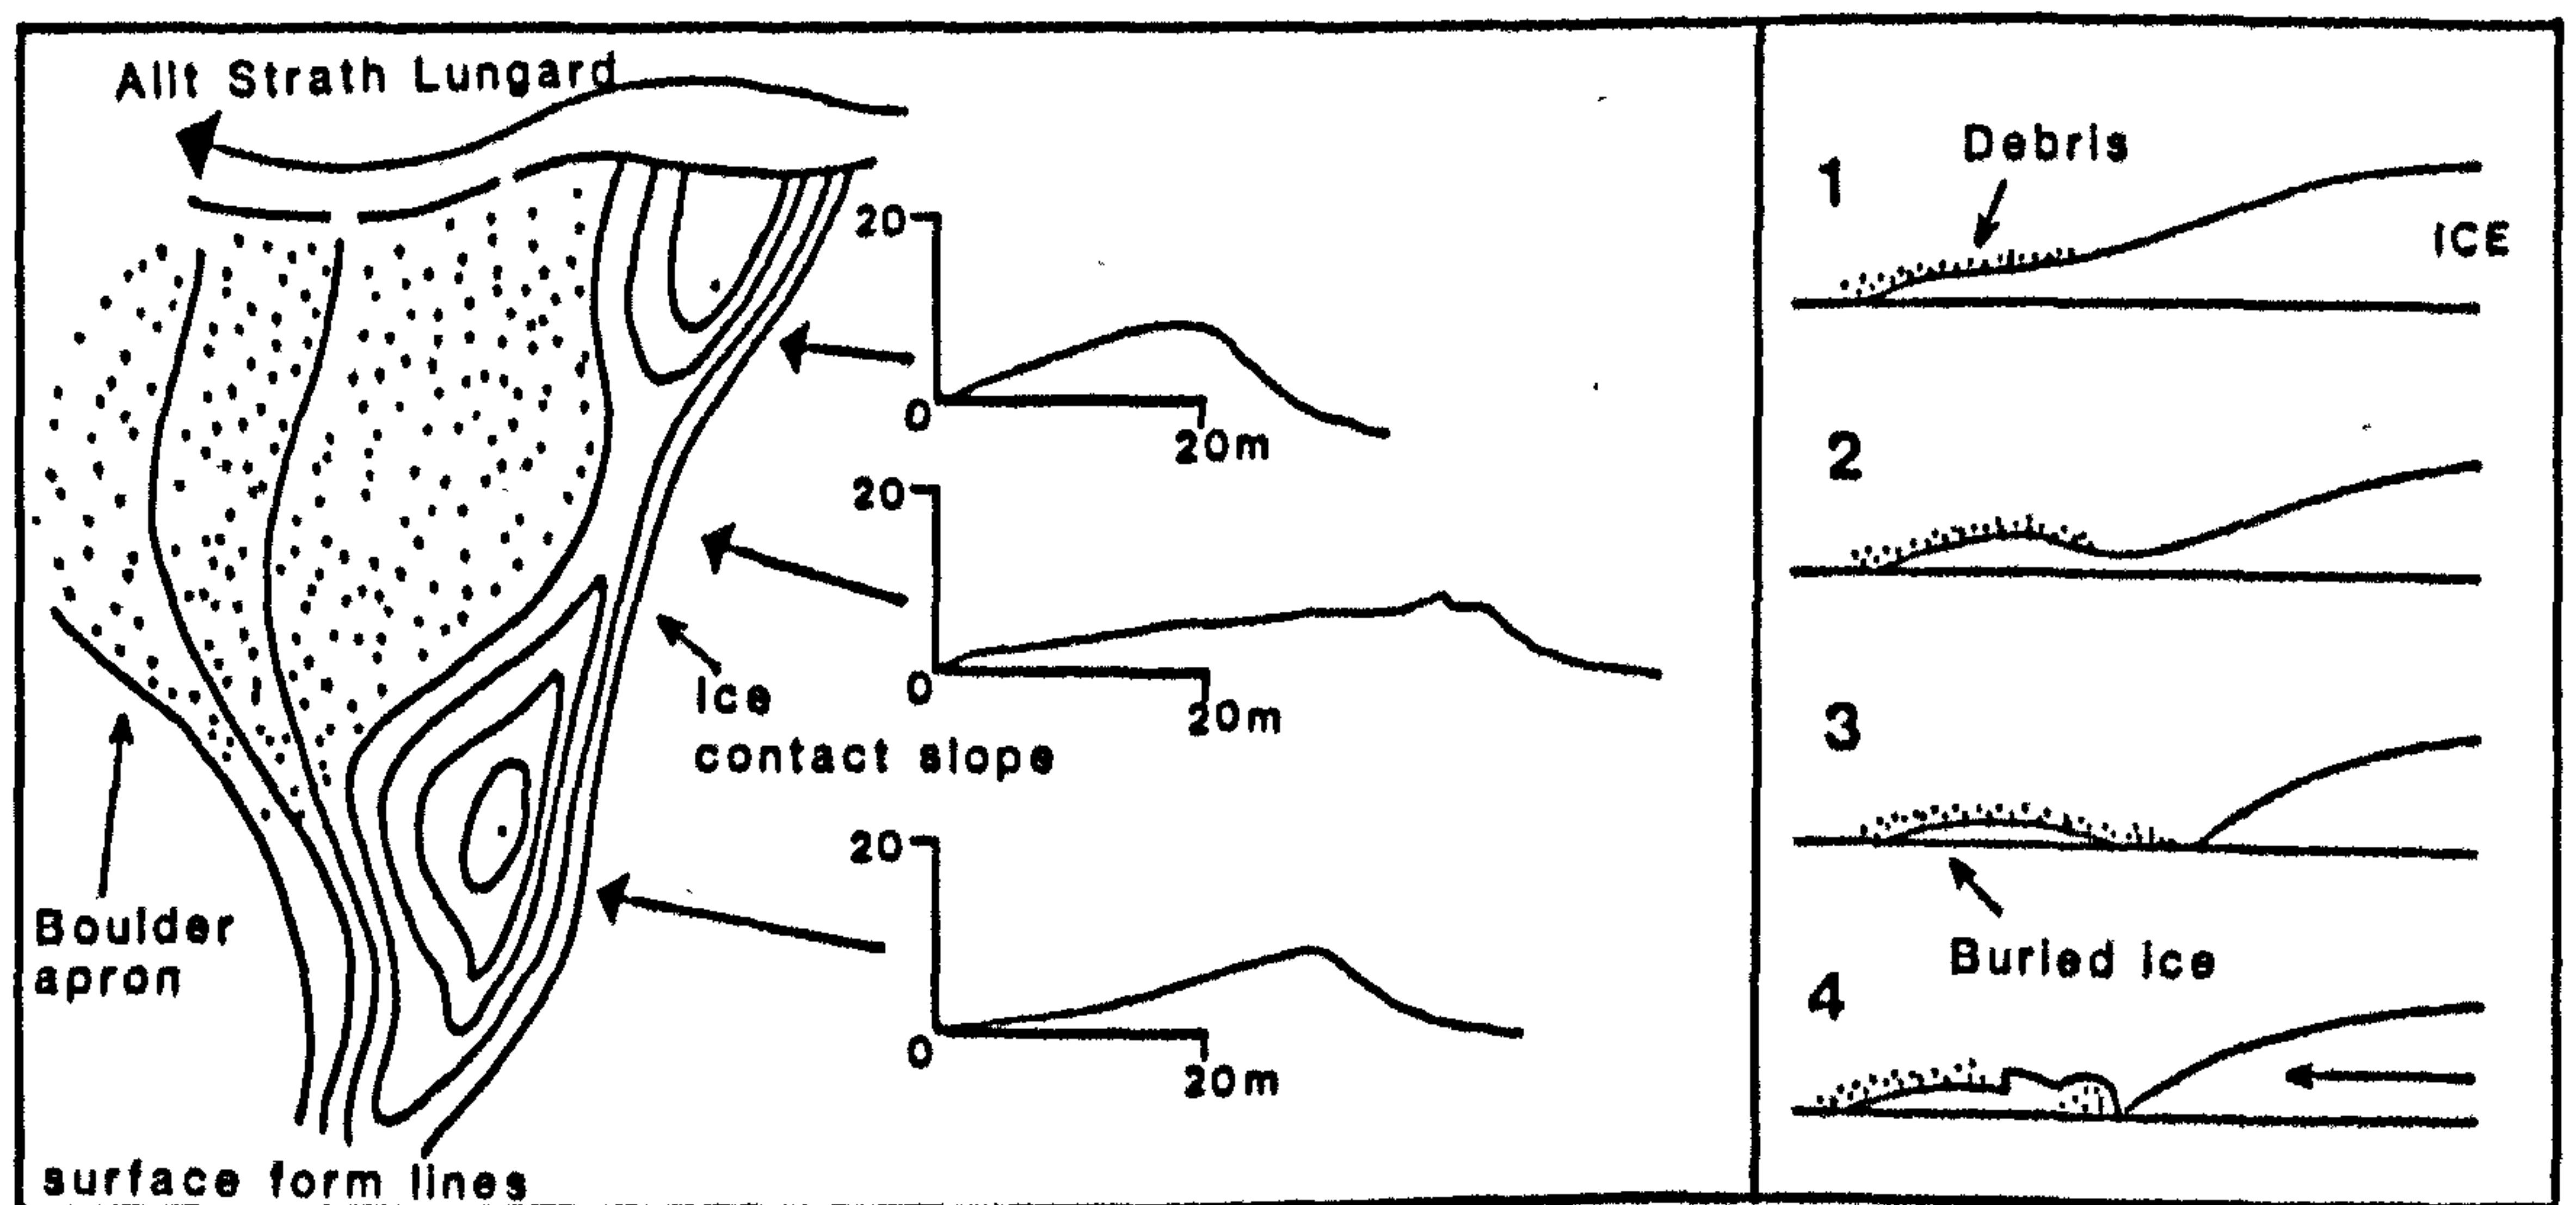 Allt Strath Lungard
20
0
20m
20
0
20m
Ice
contact slope
20
0
20m
Boulder
apron
surface form lines
1
Debris
ICE
2
3
Buried ice
4